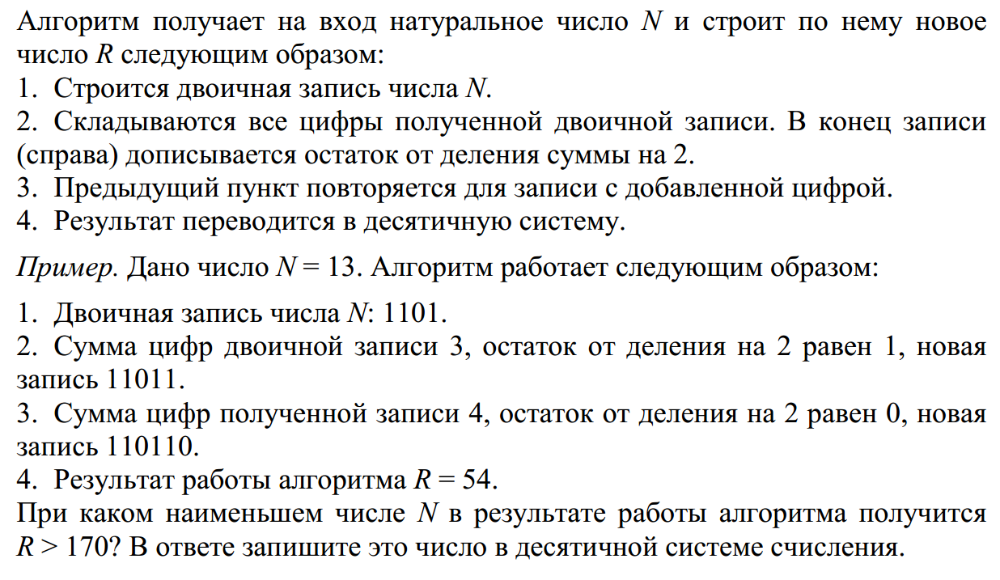 Алгоритм получает на вход натуральное число N и строит по нему новое
число R следующим образом:
1. Строится двоичная запись числа N.
2. Складываются все цифры полученной двоичной записи. В конец записи
(справа) дописывается остаток от деления суммы на 2.
3. Предыдущий пункт повторяется для записи с добавленной цифрой.
4. Результат переводится в десятичную систему.
Пример. Дано число N = 13. Алгоритм работает следующим образом:
1. Двоичная запись числа N: 1101.
2. Сумма цифр двоичной записи 3, остаток от деления на 2 равен 1, новая
запись 11011.
3. Сумма цифр полученной записи 4, остаток от деления на 2 равен 0, новая
запись 110110.
4. Результат работы алгоритма R = 54.
При каком наименьшем числе N в результате работы алгоритма получится
R > 170? В ответе запишите это число в десятичной системе счисления.